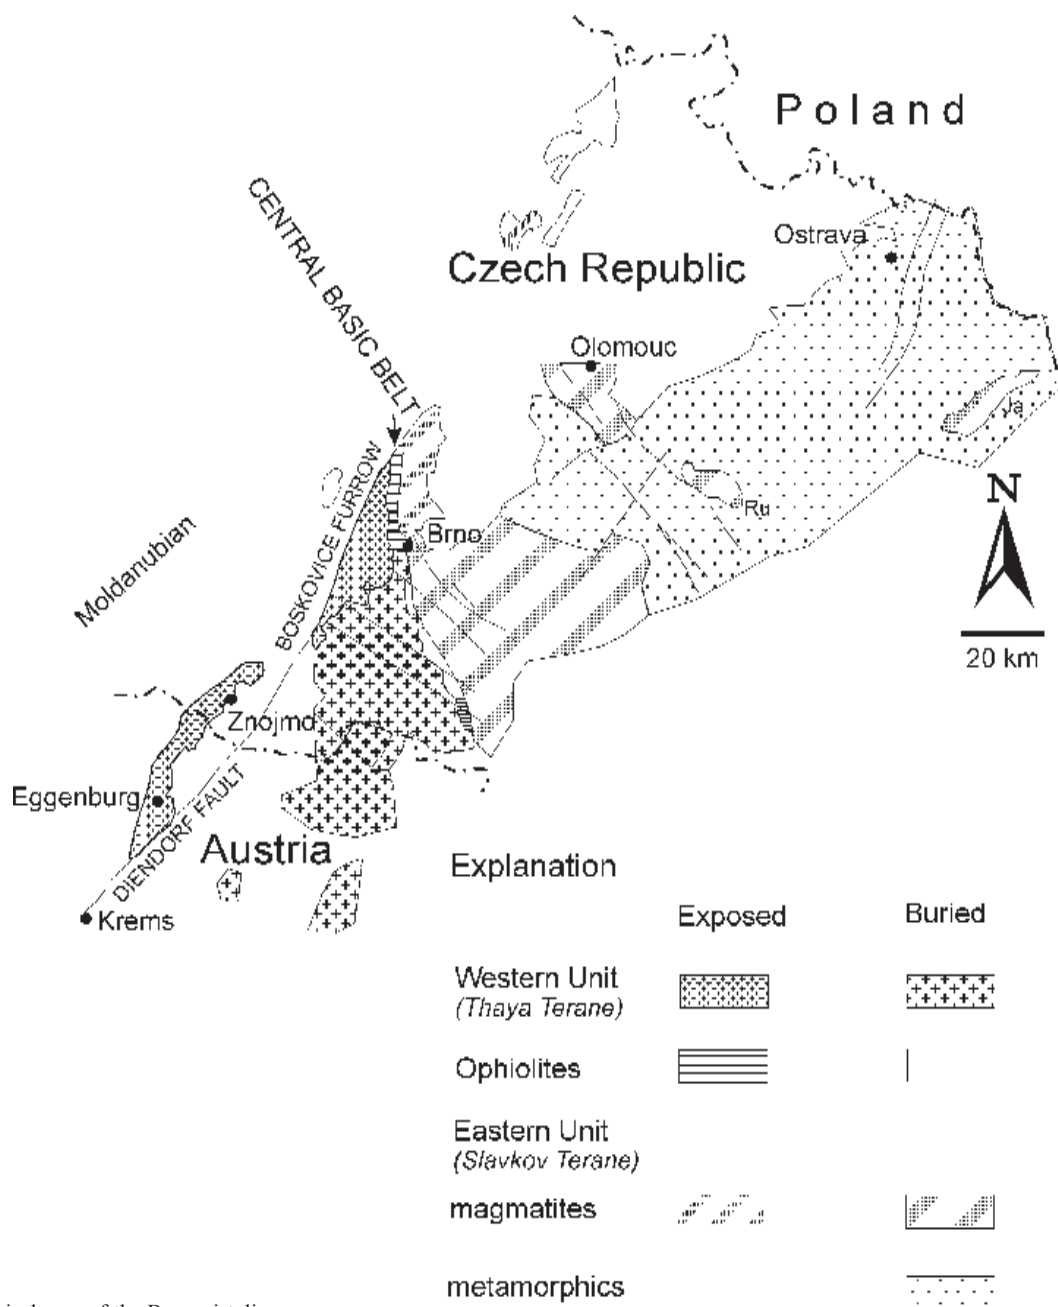 Poland
Ostrava
CENTRAL BASIC BELT
Czech Republic
Olomouc
Ja
BOSKOVICE FURROW
N
Ru
Brno
Moldanubian
20 km
Znojmo
Eggenburg
DIENDORF FAULT
Austria
Krems
Explanation
Exposed
Buried
Western Unit
(Thaya Terane)
Ophiolites
Eastern Unit
(Slavkov Terane)
magmatites
metamorphics